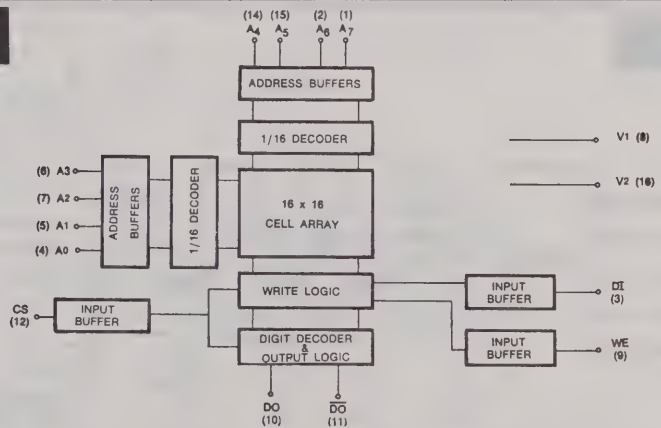 (14) (15) (2) (1)
A4 A5 A6 A7
ADDRESS BUFFERS
1/16 DECODER
V1 (8)
V2 (16)
(6) A3
(7) A2
(5) A1
(4) A0
ADDRESS
BUFFERS
1/16 DECODER
16 x 16
CELL ARRAY
WRITE LOGIC
INPUT
BUFFER
DI
(3)
CS
(12)
INPUT
BUFFER
DIGIT DECODER
&
OUTPUT LOGIC
INPUT
BUFFER
WE
(9)
DO
(10)
D̅O̅
(11)